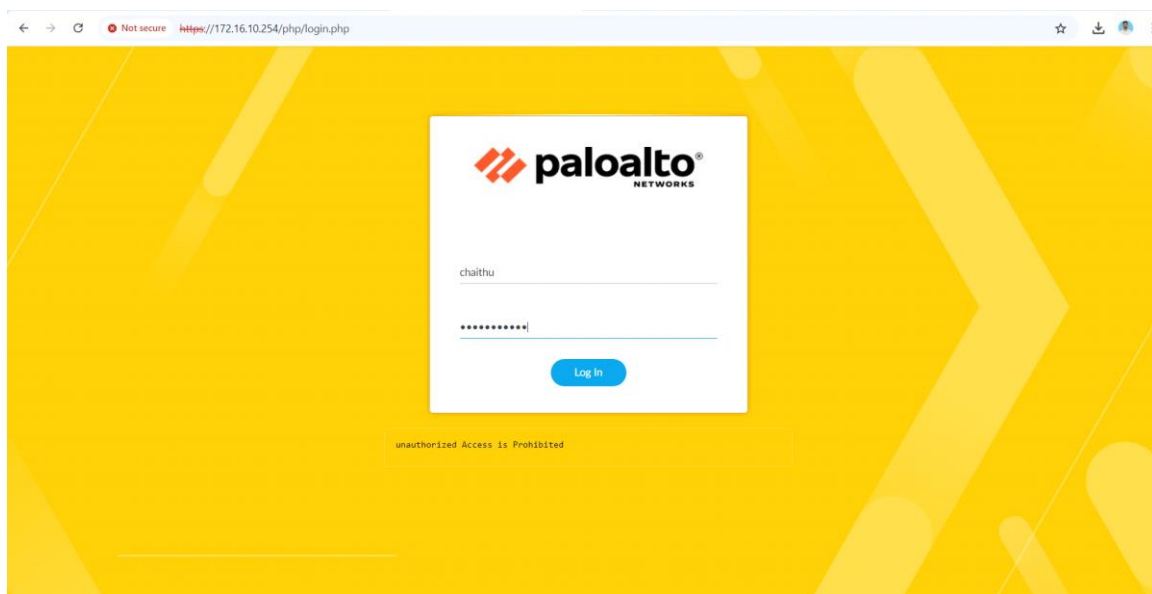 Not secure https://172.16.10.254/php/login.php
paloalto®
NETWORKS
chaithu
•••••••••••
Log In
unauthorized Access is Prohibited